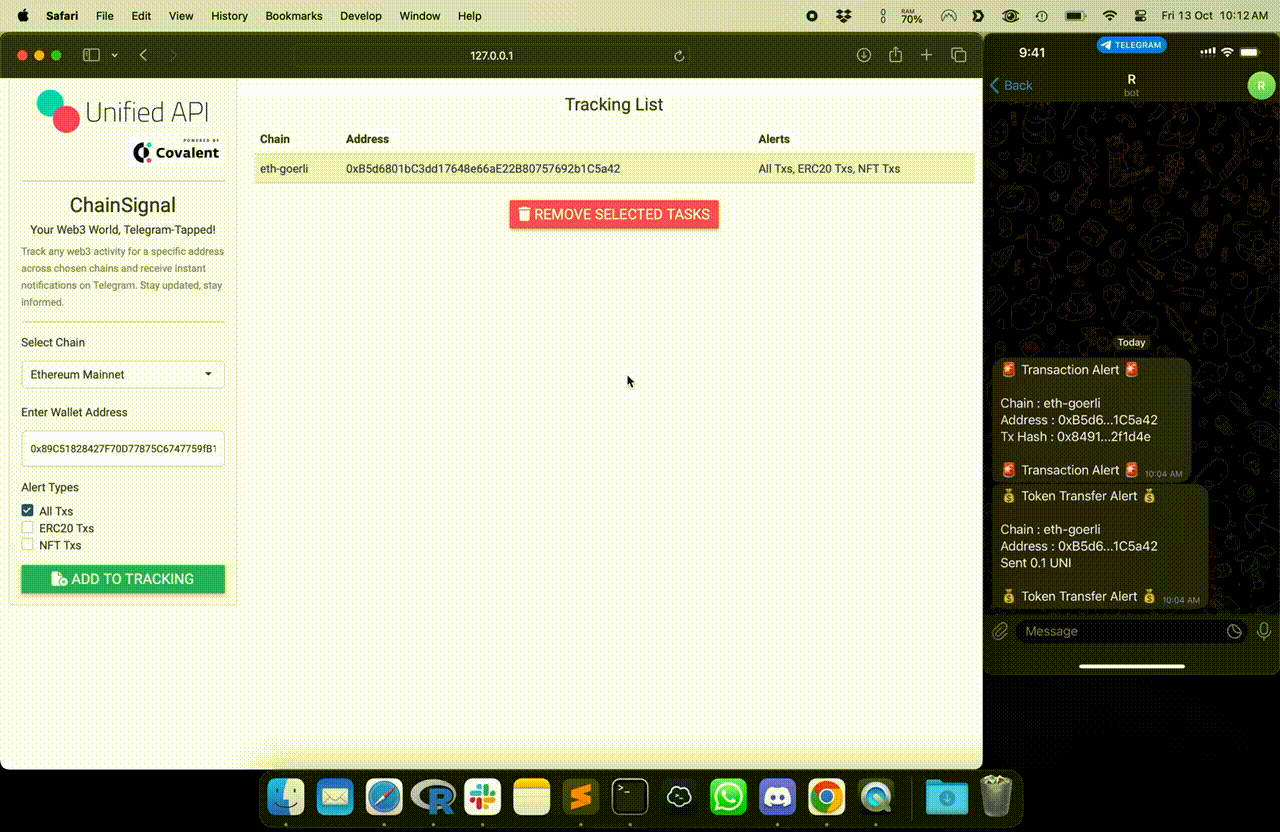 Safari File Edit View History Bookmarks Develop Window Help
RAM
70%
Fri 13 Oct 10:12 AM
127.0.0.1
Unified API
POWERED BY
Covalent
ChainSignal
Your Web3 World, Telegram-Tapped!
Track any web3 activity for a specific address
across chosen chains and receive instant
notifications on Telegram. Stay updated, stay
informed.
Select Chain
Ethereum Mainnet
Enter Wallet Address
0x89C51828427F70D77875C6747759fB1
Alert Types
All Txs
ERC20 Txs
NFT Txs
ADD TO TRACKING
Tracking List
Chain Address Alerts
eth-goerli 0xB5d6801bC3dd17648e66aE22B80757692b1C5a42 All Txs, ERC20 Txs, NFT Txs
REMOVE SELECTED TASKS
9:41
TELEGRAM
Back
R
bot
R
Today
Transaction Alert
Chain : eth-goerli
Address : 0xB5d6...1C5a42
Tx Hash : 0x8491...2f1d4e
Transaction Alert
10:04 AM
Token Transfer Alert
Chain : eth-goerli
Address : 0xB5d6...1C5a42
Sent 0.1 UNI
Token Transfer Alert
10:04 AM
Message